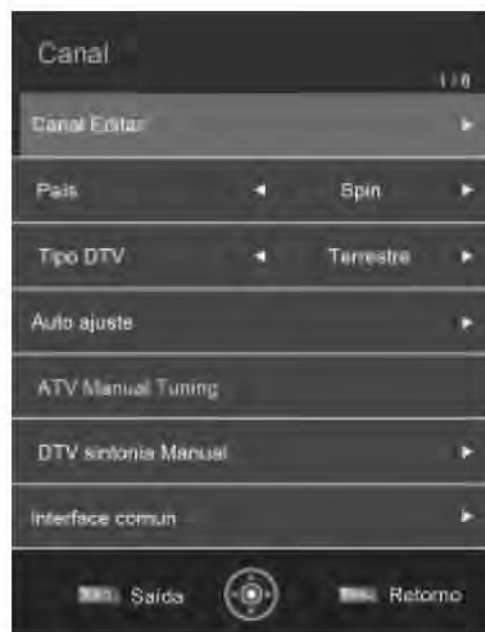 Canal
1 / 8
Canal Editar
País ◄ Spin ►
Tipo DTV ◄ Terrestre ►
Auto ajuste
ATV Manual Tuning
DTV sintonia Manual
Interface comun
Saída Retorno